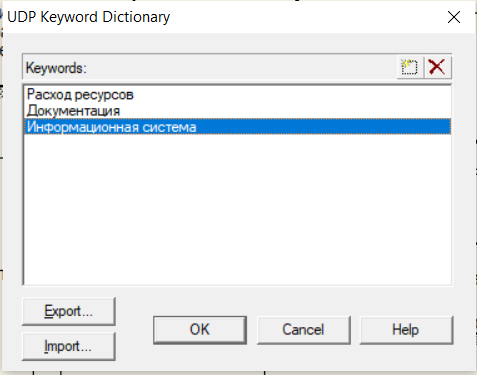 UDP Keyword Dictionary
Keywords:
Расход ресурсов
Документация
Информационная система
Export...
OK
Cancel
Help
Import...